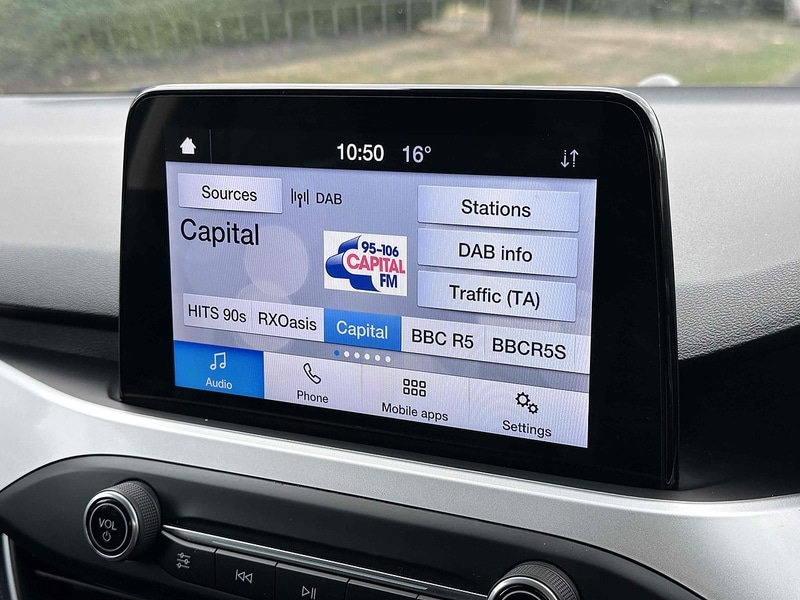 10:50 16°
Sources DAB
Stations
Capital
95-106
CAPITAL
FM
DAB info
Traffic (TA)
HITS 90s RXOasis Capital BBC R5 BBCR5S
Audio Phone Mobile apps Settings
VOL